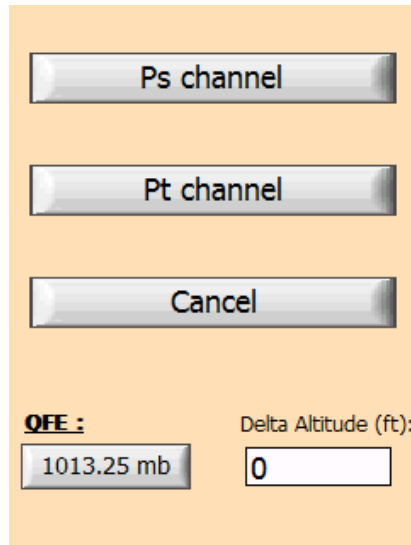 Ps channel
Pt channel
Cancel
QFE :
Delta Altitude (ft):
1013.25 mb
0